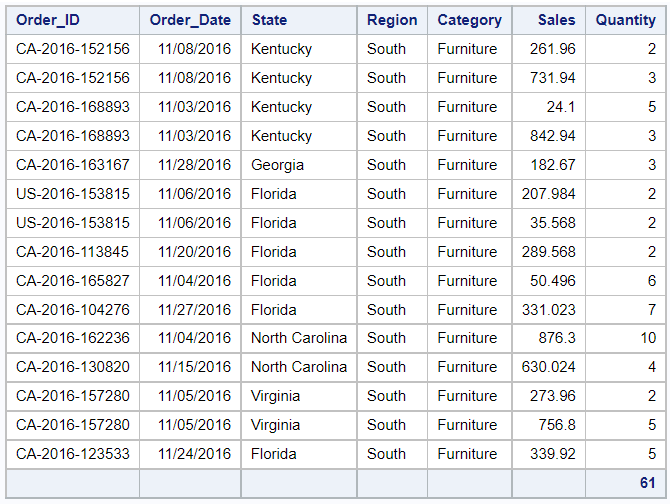 Order_ID Order_Date State Region Category Sales Quantity
CA-2016-152156 11/08/2016 Kentucky South Furniture 261.96 2
CA-2016-152156 11/08/2016 Kentucky South Furniture 731.94 3
CA-2016-168893 11/03/2016 Kentucky South Furniture 24.1 5
CA-2016-168893 11/03/2016 Kentucky South Furniture 842.94 3
CA-2016-163167 11/28/2016 Georgia South Furniture 182.67 3
US-2016-153815 11/06/2016 Florida South Furniture 207.984 2
US-2016-153815 11/06/2016 Florida South Furniture 35.568 2
CA-2016-113845 11/20/2016 Florida South Furniture 289.568 2
CA-2016-165827 11/04/2016 Florida South Furniture 50.496 6
CA-2016-104276 11/27/2016 Florida South Furniture 331.023 7
CA-2016-162236 11/04/2016 North Carolina South Furniture 876.3 10
CA-2016-130820 11/15/2016 North Carolina South Furniture 630.024 4
CA-2016-157280 11/05/2016 Virginia South Furniture 273.96 2
CA-2016-157280 11/05/2016 Virginia South Furniture 756.8 5
CA-2016-123533 11/24/2016 Florida South Furniture 339.92 5
61